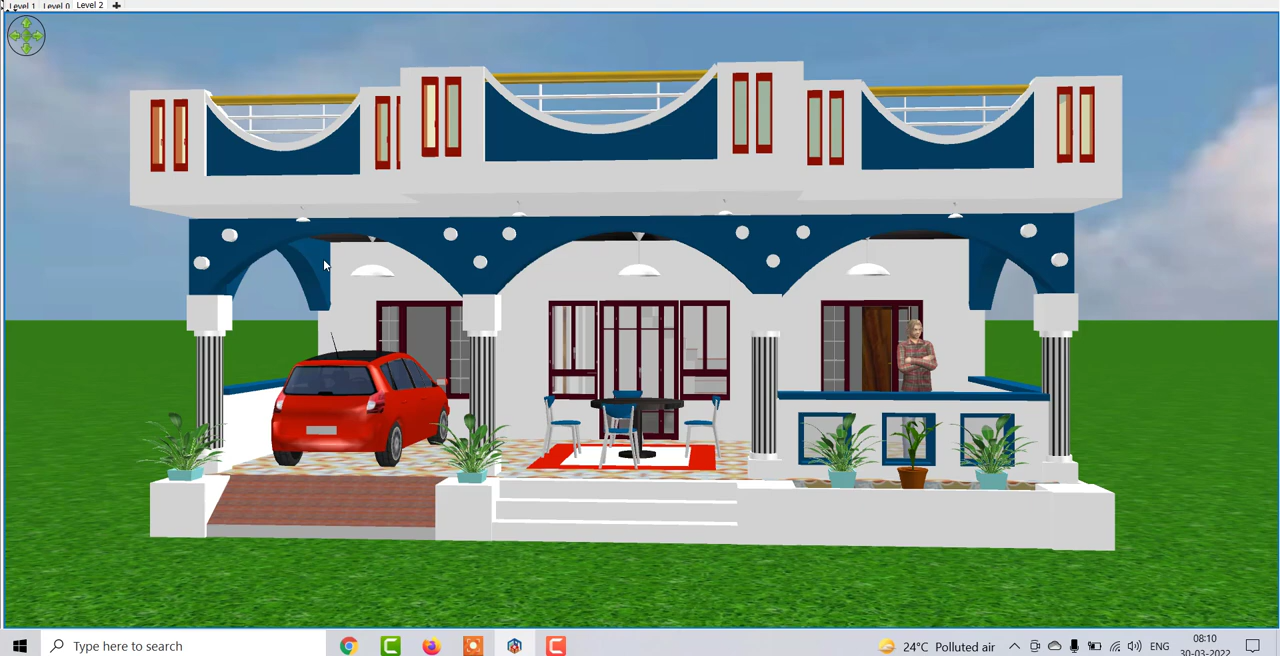 Level 1 Level 0 Level 2
Type here to search
24°C Polluted air
ENG
08:10
30-03-2022